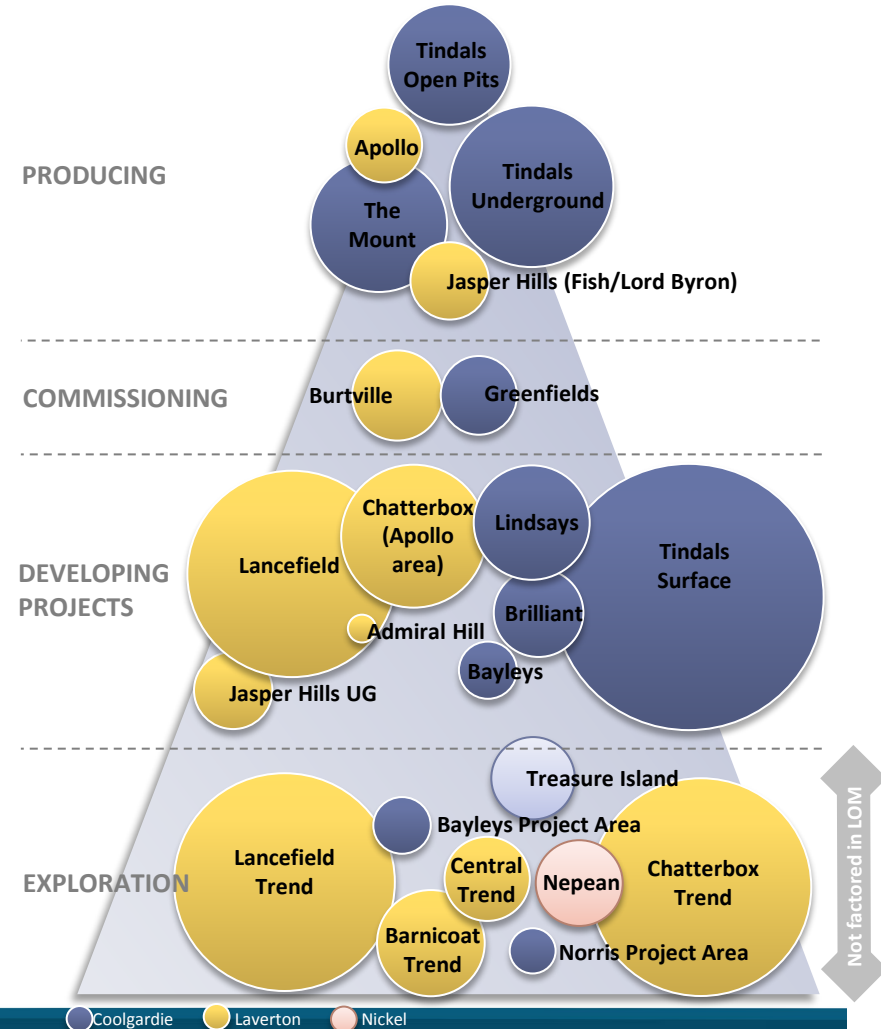 Tindals
Open Pits
Apollo
PRODUCING
Tindals
Underground
The
Mount
Jasper Hills (Fish/Lord Byron)
COMMISSIONING
Burtville
Greenfields
Chatterbox
(Apollo
area)
Lindsays
Lancefield
Tindals
Surface
DEVELOPING
PROJECTS
Brilliant
Admiral Hill
Bayleys
Jasper Hills UG
Treasure Island
Bayleys Project Area
Lancefield
Trend
Central
Trend
Nepean
Chatterbox
Trend
EXPLORATION
Barnicoat
Trend
Norris Project Area
Not factored in LOM
Coolgardie
Laverton
Nickel